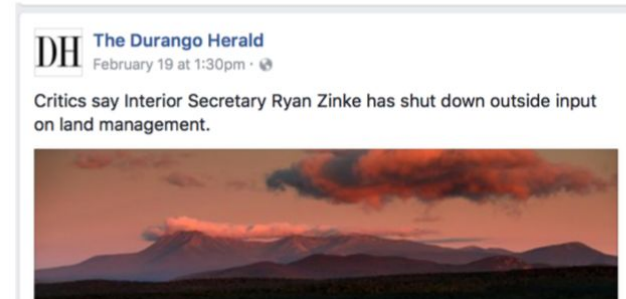 DH The Durango Herald
February 19 at 1:30pm ·
Critics say Interior Secretary Ryan Zinke has shut down outside input
on land management.